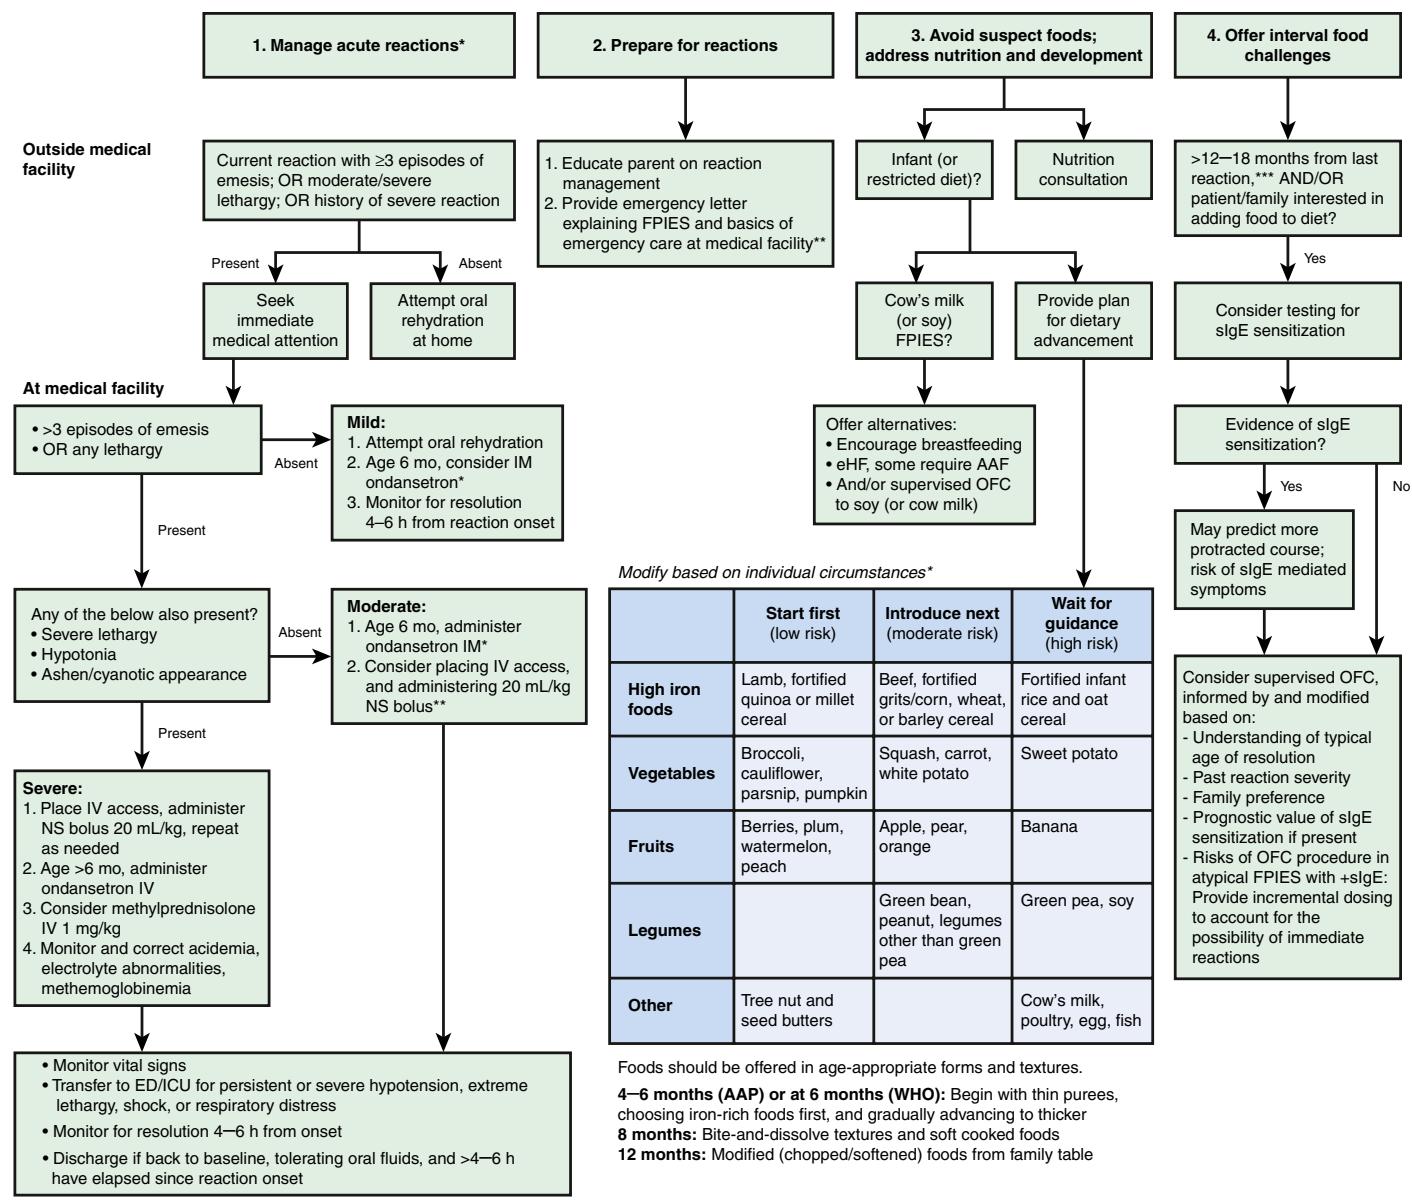 1. Manage acute reactions*
Outside medical
facility
Current reaction with ≥3 episodes of
emesis; OR moderate/severe
lethargy; OR history of severe reaction
Present
Absent
Seek
immediate
medical attention
Attempt oral
rehydration
at home
At medical facility
• >3 episodes of emesis
• OR any lethargy
Absent
Mild:
1. Attempt oral rehydration
2. Age 6 mo, consider IM
ondansetron*
3. Monitor for resolution
4–6 h from reaction onset
Present
Any of the below also present?
• Severe lethargy
• Hypotonia
• Ashen/cyanotic appearance
Absent
Moderate:
1. Age 6 mo, administer
ondansetron IM*
2. Consider placing IV access,
and administering 20 mL/kg
NS bolus**
Present
Severe:
1. Place IV access, administer
NS bolus 20 mL/kg, repeat
as needed
2. Age >6 mo, administer
ondansetron IV
3. Consider methylprednisolone
IV 1 mg/kg
4. Monitor and correct acidemia,
electrolyte abnormalities,
methemoglobinemia
• Monitor vital signs
• Transfer to ED/ICU for persistent or severe hypotension, extreme
lethargy, shock, or respiratory distress
• Monitor for resolution 4–6 h from onset
• Discharge if back to baseline, tolerating oral fluids, and >4–6 h
have elapsed since reaction onset
2. Prepare for reactions
1. Educate parent on reaction
management
2. Provide emergency letter
explaining FPIES and basics of
emergency care at medical facility**
3. Avoid suspect foods;
address nutrition and development
Infant (or
restricted diet)?
Nutrition
consultation
Cow’s milk
(or soy)
FPIES?
Provide plan
for dietary
advancement
Offer alternatives:
• Encourage breastfeeding
• eHF, some require AAF
• And/or supervised OFC
to soy (or cow milk)
Modify based on individual circumstances*
Start first
(low risk)
Introduce next
(moderate risk)
Wait for
guidance
(high risk)
High iron
foods
Lamb, fortified
quinoa or millet
cereal
Beef, fortified
grits/corn, wheat,
or barley cereal
Fortified infant
rice and oat
cereal
Vegetables
Broccoli,
cauliflower,
parsnip, pumpkin
Squash, carrot,
white potato
Sweet potato
Fruits
Berries, plum,
watermelon,
peach
Apple, pear,
orange
Banana
Legumes
Green bean,
peanut, legumes
other than green
pea
Green pea, soy
Other
Tree nut and
seed butters
Cow’s milk,
poultry, egg, fish
Foods should be offered in age-appropriate forms and textures.
4–6 months (AAP) or at 6 months (WHO): Begin with thin purees,
choosing iron-rich foods first, and gradually advancing to thicker
8 months: Bite-and-dissolve textures and soft cooked foods
12 months: Modified (chopped/softened) foods from family table
4. Offer interval food
challenges
>12–18 months from last
reaction,*** AND/OR
patient/family interested in
adding food to diet?
Yes
Consider testing for
sIgE sensitization
Evidence of sIgE
sensitization?
Yes
No
May predict more
protracted course;
risk of sIgE mediated
symptoms
Consider supervised OFC,
informed by and modified
based on:
- Understanding of typical
age of resolution
- Past reaction severity
- Family preference
- Prognostic value of sIgE
sensitization if present
- Risks of OFC procedure in
atypical FPIES with +sIgE:
Provide incremental dosing
to account for the
possibility of immediate
reactions